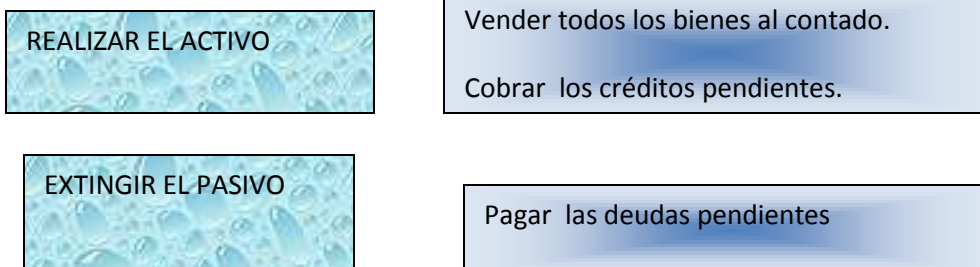 REALIZAR EL ACTIVO
Vender todos los bienes al contado.
Cobrar  los créditos pendientes.
EXTINGIR EL PASIVO
Pagar  las deudas pendientes